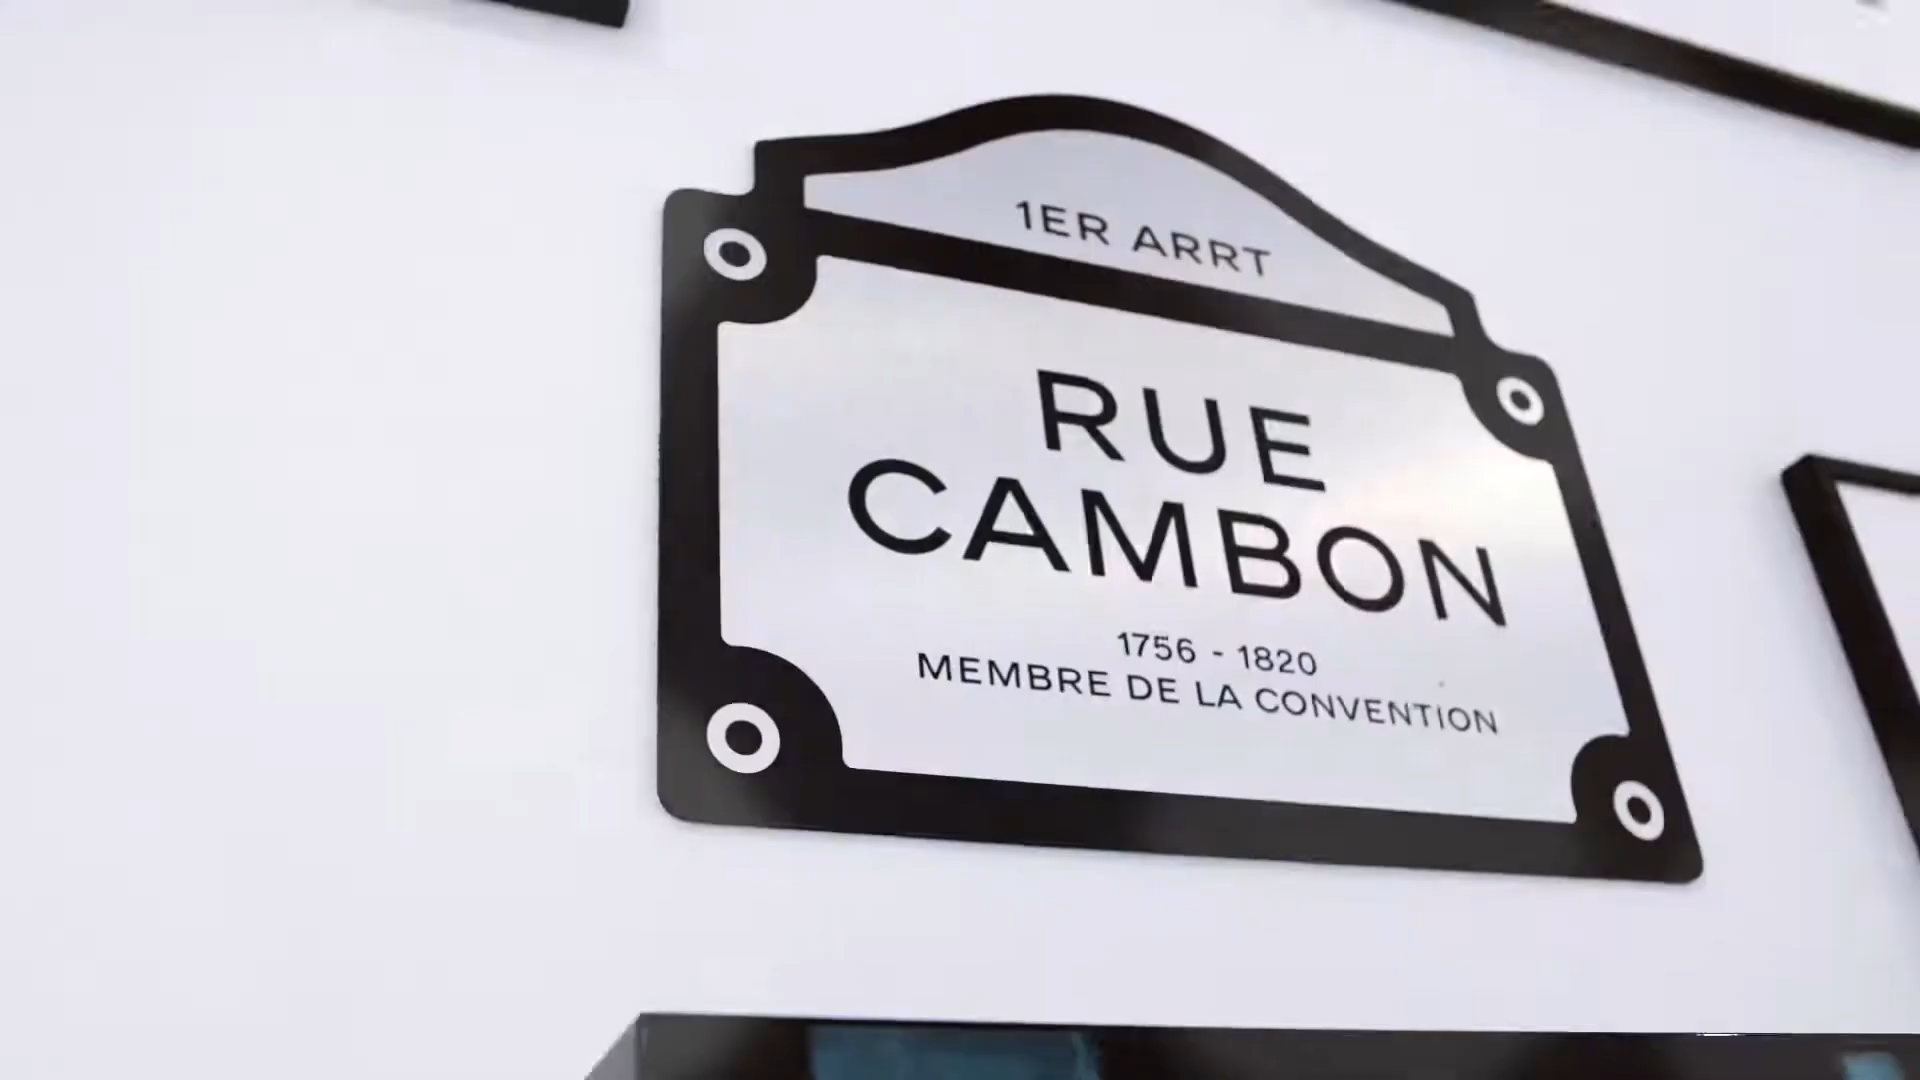 1ER ARRT
RUE
CAMBON
1756 - 1820
MEMBRE DE LA CONVENTION